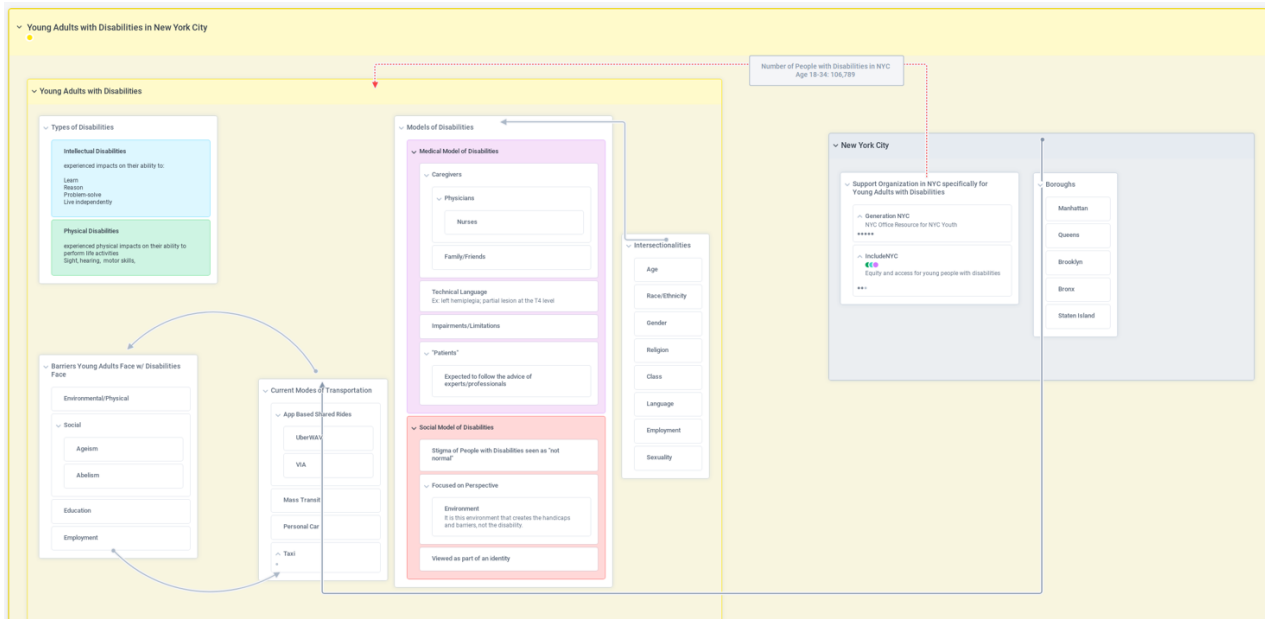 Young Adults with Disabilities in New York City
Number of People with Disabilities in NYC
Age 18-34: 106,789
Young Adults with Disabilities
Types of Disabilities
Intellectual Disabilities
experienced impacts on their ability to:
Learn
Reason
Problem-solve
Live independently
Physical Disabilities
experienced physical impacts on their ability to
perform life activities
Sight, hearing, motor skills,
Barriers Young Adults Face w/ Disabilities
Face
Environmental/Physical
Social
Ageism
Abelism
Education
Employment
Current Modes of Transportation
App Based Shared Rides
UberWAV
VIA
Mass Transit
Personal Car
Taxi
Models of Disabilities
Medical Model of Disabilities
Caregivers
Physicians
Nurses
Family/Friends
Technical Language
Ex: left hemiplegia; partial lesion at the T4 level
Impairments/Limitations
"Patients"
Expected to follow the advice of
experts/professionals
Social Model of Disabilities
Stigma of People with Disabilities seen as "not
normal"
Focused on Perspective
Environment
It is this environment that creates the handicaps
and barriers, not the disability.
Viewed as part of an identity
Intersectionalities
Age
Race/Ethnicity
Gender
Religion
Class
Language
Employment
Sexuality
New York City
Support Organization in NYC specifically for
Young Adults with Disabilities
Generation NYC
NYC Office Resource for NYC Youth
IncludeNYC
Equity and access for young people with disabilities
Boroughs
Manhattan
Queens
Brooklyn
Bronx
Staten Island